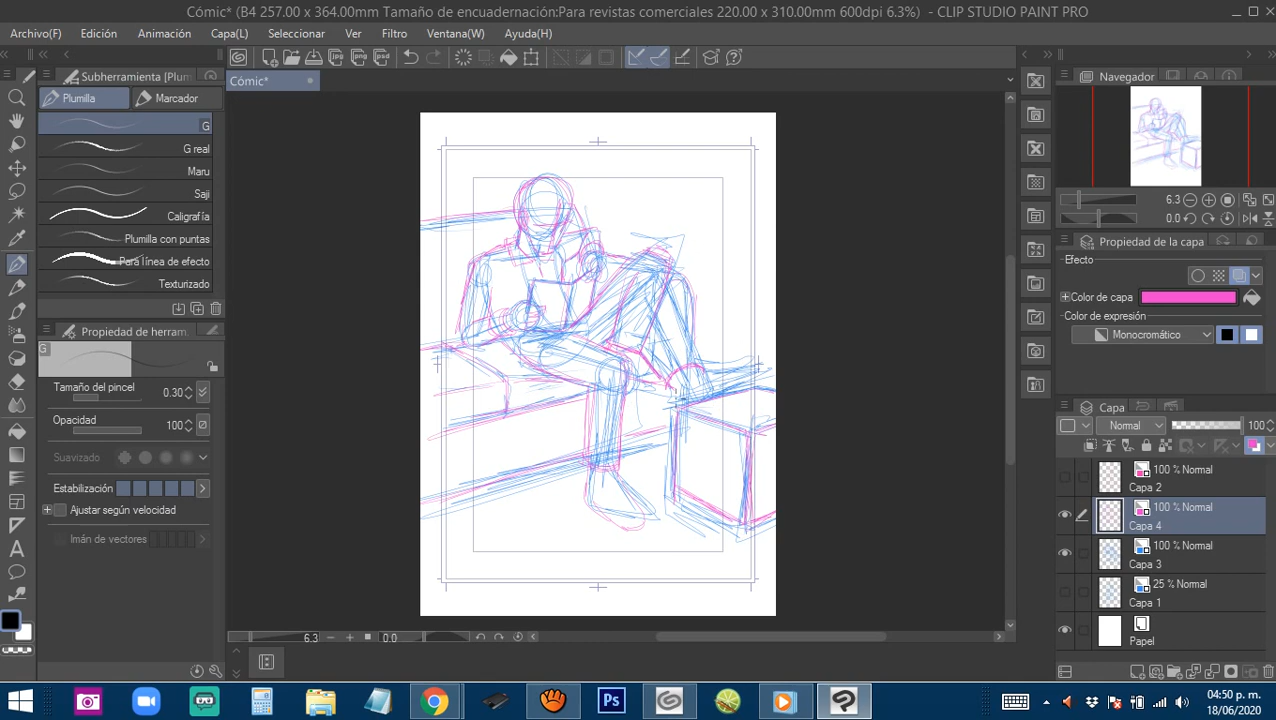 Cómic* (B4 257.00 x 364.00mm Tamaño de encuadernación:Para revistas comerciales 220.00 x 310.00mm 600dpi 6.3%) - CLIP STUDIO PAINT PRO
Archivo(F) Edición Animación Capa(L) Seleccionar Ver Filtro Ventana(W) Ayuda(H)
Subherramienta (Plum
Cómic*
Navegador
Plumilla Marcador
G
G real
Maru
Saji
Caligrafía
Plumilla con puntas
Para línea de efecto
Texturizado
6.3
0.0
Propiedad de la capa
Efecto
Color de capa
Color de expresión
Monocromático
Propiedad de herram
G
Tamaño del pincel 0.30
Opacidad 100
Suavizado
Estabilización
Ajustar según velocidad
Imán de vectores
Capa
Normal 100
100 % Normal
Capa 2
100 % Normal
Capa 4
100 % Normal
Capa 3
25 % Normal
Capa 1
Papel
6.3 0.0
Ps
04:50 p. m.
18/06/2020